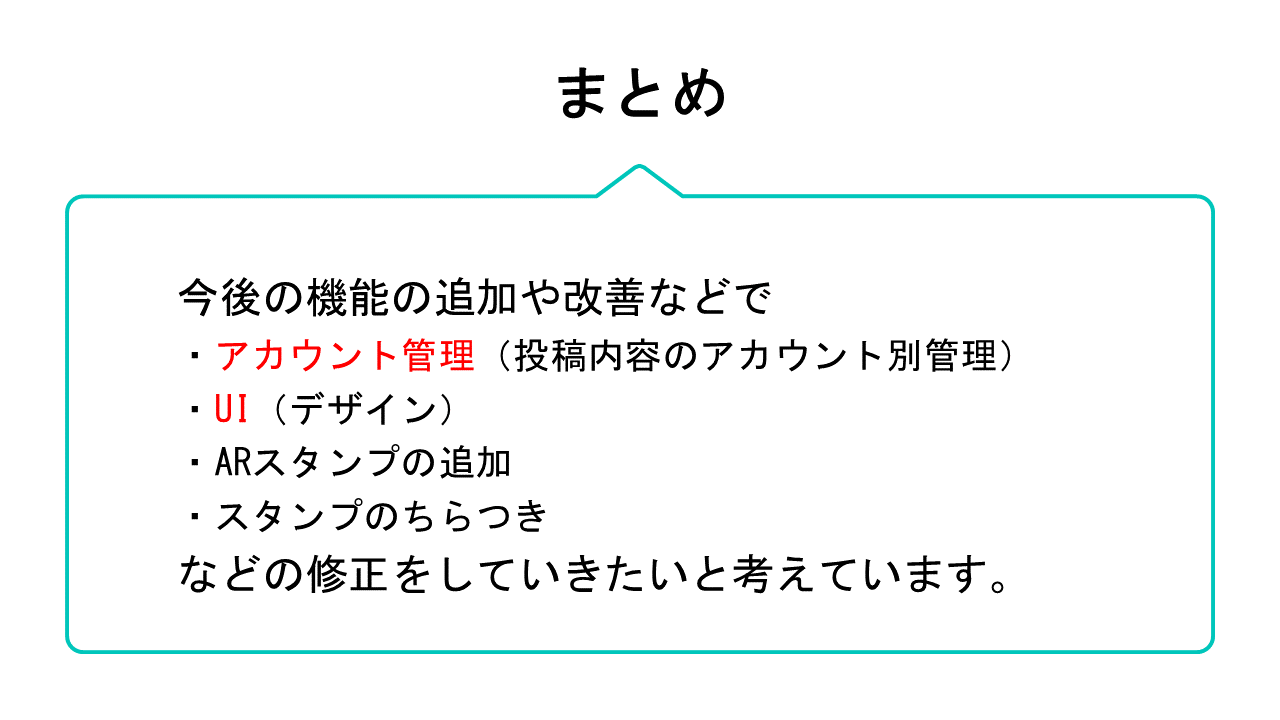 まとめ
今後の機能の追加や改善などで
・アカウント管理（投稿内容のアカウント別管理）
・UI（デザイン）
・ARスタンプの追加
・スタンプのちらつき
などの修正をしていきたいと考えています。